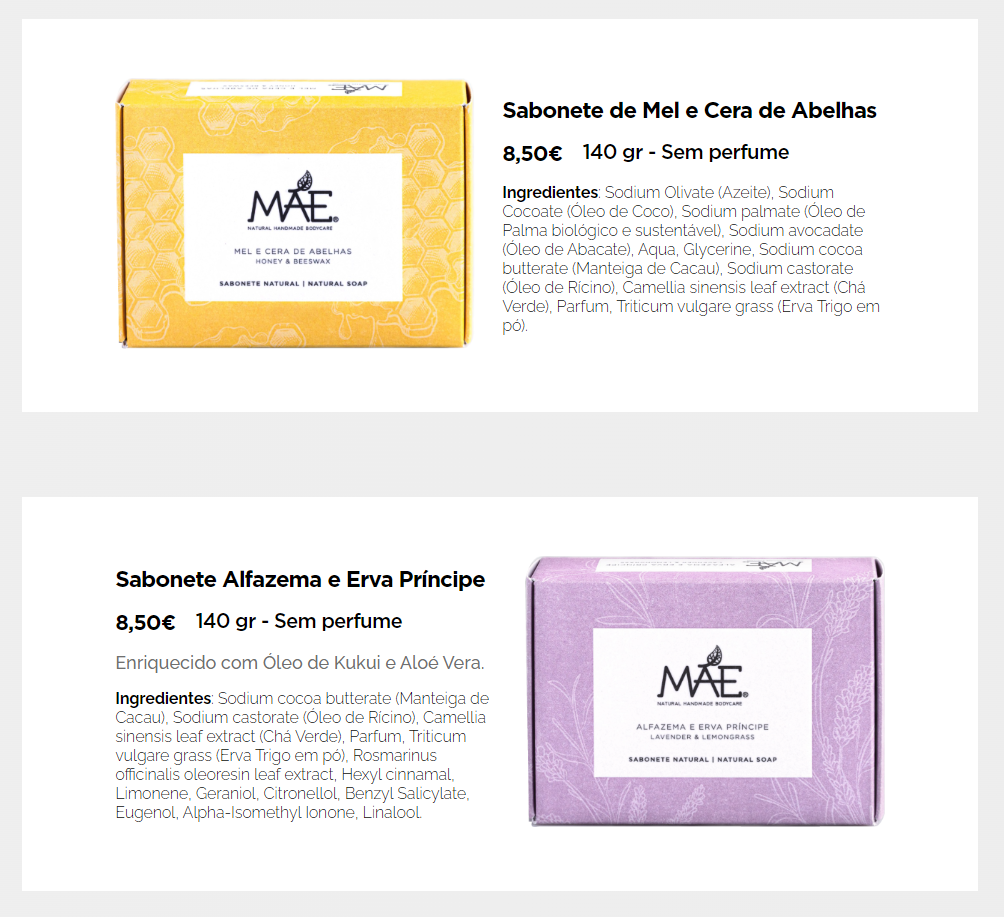 MÃE®
NATURAL HANDMADE BODYCARE
MEL E CERA DE ABELHAS
HONEY & BEESWAX
SABONETE NATURAL | NATURAL SOAP
Sabonete de Mel e Cera de Abelhas
8,50€ 140 gr - Sem perfume
Ingredientes: Sodium Olivate (Azeite), Sodium
Cocoate (Óleo de Coco), Sodium palmate (Óleo de
Palma biológico e sustentável), Sodium avocadate
(Óleo de Abacate), Aqua, Glycerine, Sodium cocoa
butterate (Manteiga de Cacau), Sodium castorate
(Óleo de Rícino), Camellia sinensis leaf extract (Chá
Verde), Parfum, Triticum vulgare grass (Erva Trigo em
pó).
Sabonete Alfazema e Erva Príncipe
8,50€ 140 gr - Sem perfume
Enriquecido com Óleo de Kukui e Aloé Vera.
Ingredientes: Sodium cocoa butterate (Manteiga de
Cacau), Sodium castorate (Óleo de Rícino), Camellia
sinensis leaf extract (Chá Verde), Parfum, Triticum
vulgare grass (Erva Trigo em pó), Rosmarinus
officinalis oleoresin leaf extract, Hexyl cinnamal,
Limonene, Geraniol, Citronellol, Benzyl Salicylate,
Eugenol, Alpha-Isomethyl Ionone, Linalool.
MÃE®
NATURAL HANDMADE BODYCARE
ALFAZEMA E ERVA PRÍNCIPE
LAVENDER & LEMONGRASS
SABONETE NATURAL | NATURAL SOAP